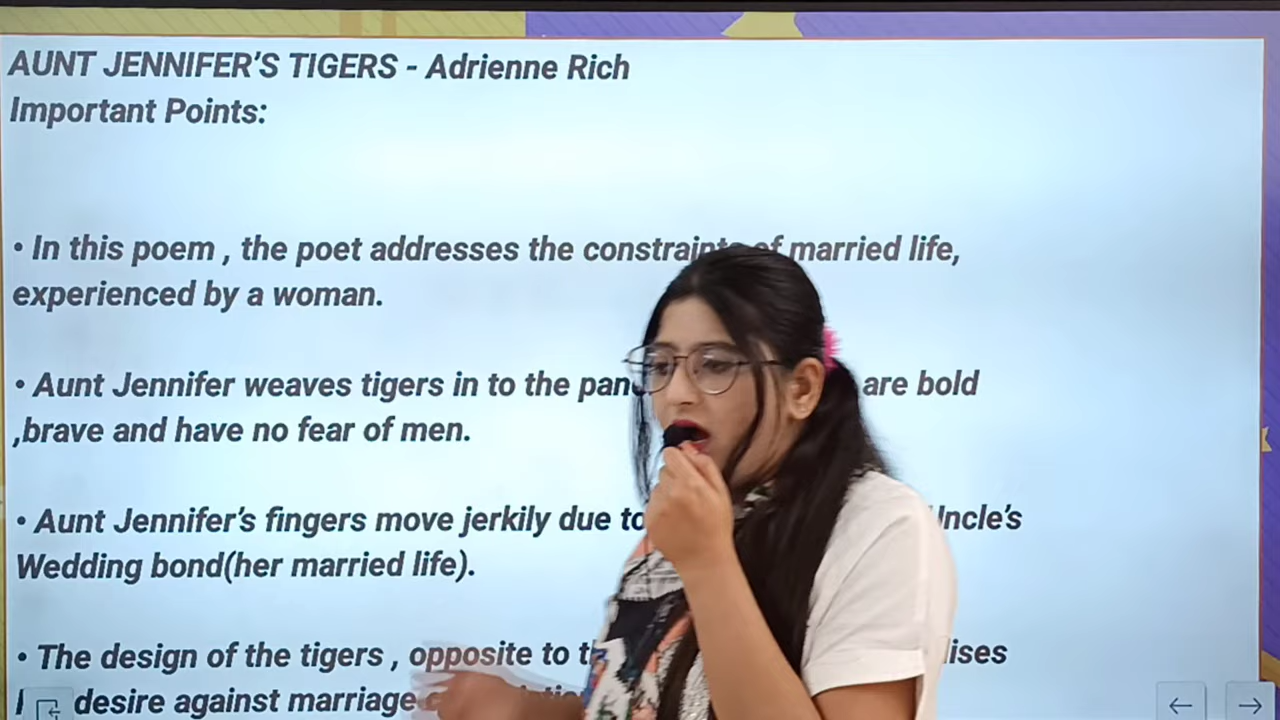 AUNT JENNIFER'S TIGERS - Adrienne Rich
Important Points:
• In this poem , the poet addresses the constraints of married life,
experienced by a woman.
• Aunt Jennifer weaves tigers in to the are bold
,brave and have no fear of men.
• Aunt Jennifer's fingers move jerkily due to Uncle's
Wedding bond(her married life).
• The design of the tigers , opposite to
desire against marriage